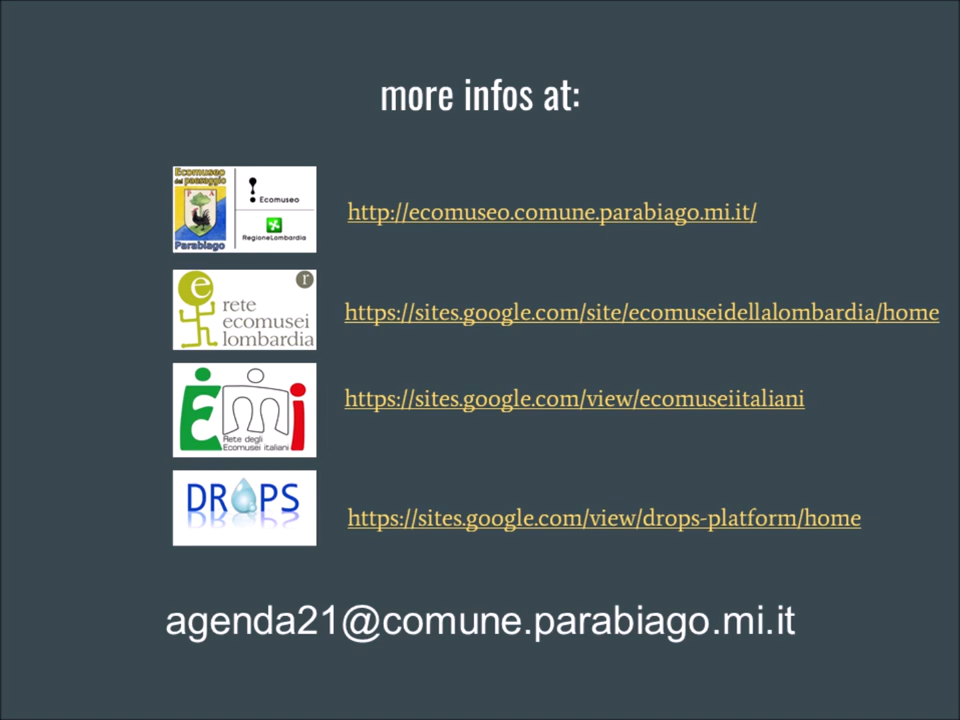 more infos at:
Ecomuseo
del paesaggio
P A
Parabiago
Ecomuseo
RegioneLombardia
http://ecomuseo.comune.parabiago.mi.it/
e r
rete
ecomusei
lombardia
https://sites.google.com/site/ecomuseidellalombardia/home
Emi
Rete degli
Ecomusei italiani
https://sites.google.com/view/ecomuseiitaliani
DROPS
https://sites.google.com/view/drops-platform/home
agenda21@comune.parabiago.mi.it